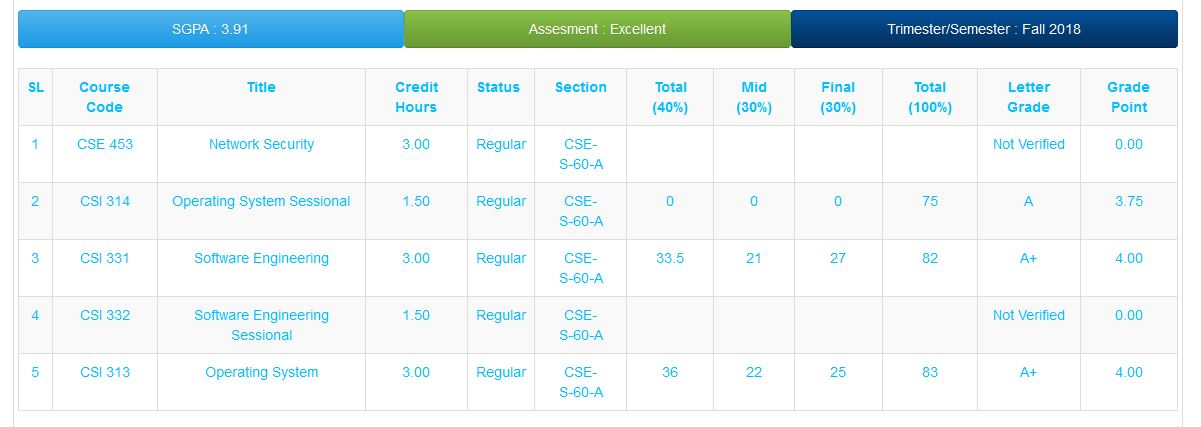 SGPA : 3.91 Assesment : Excellent Trimester/Semester : Fall 2018
SL Course Code Title Credit Hours Status Section Total (40%) Mid (30%) Final (30%) Total (100%) Letter Grade Grade Point
1 CSE 453 Network Security 3.00 Regular CSE-S-60-A Not Verified 0.00
2 CSI 314 Operating System Sessional 1.50 Regular CSE-S-60-A 0 0 0 75 A 3.75
3 CSI 331 Software Engineering 3.00 Regular CSE-S-60-A 33.5 21 27 82 A+ 4.00
4 CSI 332 Software Engineering Sessional 1.50 Regular CSE-S-60-A Not Verified 0.00
5 CSI 313 Operating System 3.00 Regular CSE-S-60-A 36 22 25 83 A+ 4.00